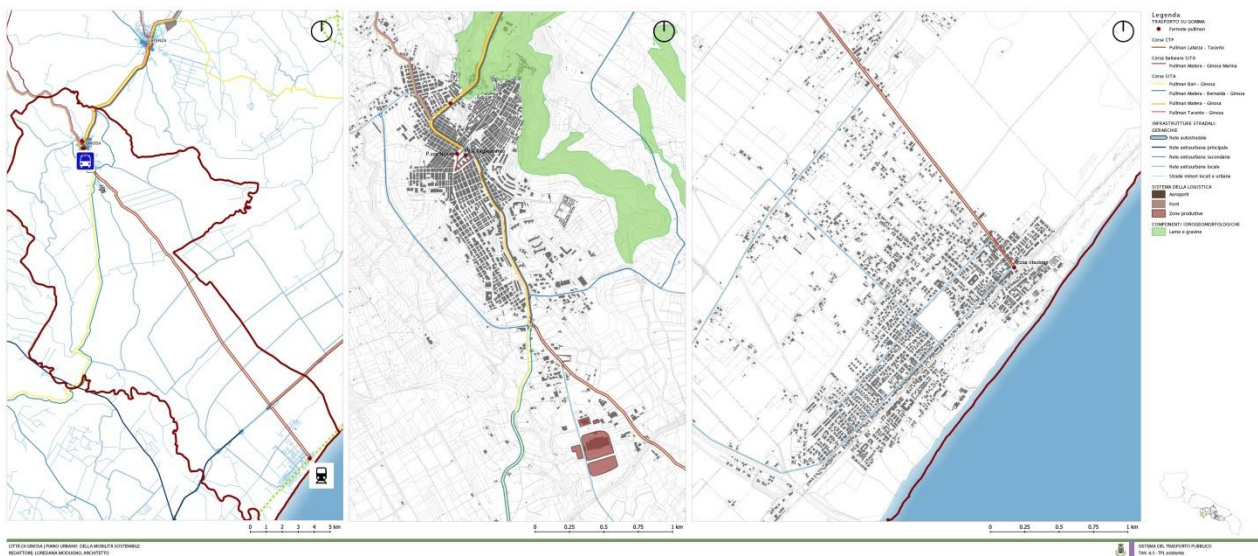 LATERZA
GINOSA
0 1 2 3 4 5 km
0 0,25 0,5 0,75 1 km
0 0,25 0,5 0,75 1 km
Legenda
TRASPORTO SU GOMMA
Fermate pullman
Corse CTP
Pullman Laterza - Taranto
Corsa balneare SITA
Pullman Matera - Ginosa Marina
Corse SITA
Pullman Bari - Ginosa
Pullman Matera - Bernalda - Ginosa
Pullman Matera - Ginosa
Pullman Taranto - Ginosa
INFRASTRUTTURE STRADALI:
GERARCHIE
Rete autostradale
Rete extraurbana principale
Rete extraurbana secondaria
Rete extraurbana locale
Strade minori locali e urbane
SISTEMA DELLA LOGISTICA
Aeroporti
Porti
Zone produttive
COMPONENTI IDROGEOMORFOLOGICHE
Lame e gravine
CITTÀ DI GINOSA | PIANO URBANO DELLA MOBILITÀ SOSTENIBILE
REDATTORE: LOREDANA MODUGNO, ARCHITETTO
SISTEMA DEL TRASPORTO PUBBLICO
TAV. 4.3 - TPL esistente